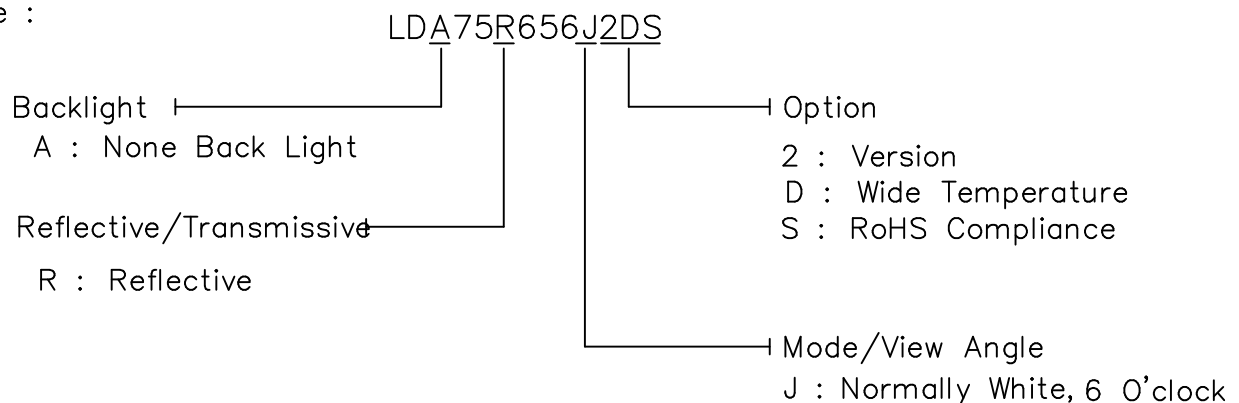 e :
LDA75R656J2DS
Backlight
A : None Back Light
Reflective/Transmissive
R : Reflective
Option
2 : Version
D : Wide Temperature
S : RoHS Compliance
Mode/View Angle
J : Normally White, 6 O'clock